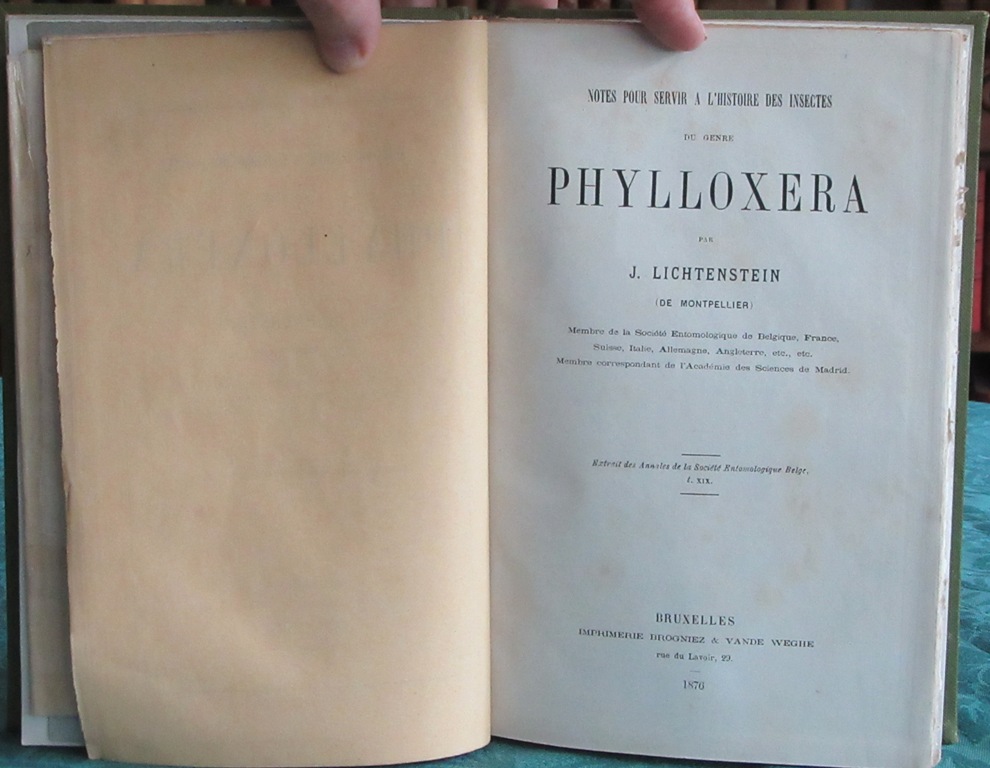 NOTES POUR SERVIR A L'HISTOIRE DES INSECTES
DU GENRE
PHYLLOXERA
PAR
J. LICHTENSTEIN
(DE MONTPELLIER)
Membre de la Société Entomologique de Belgique, France,
Suisse, Italie, Allemagne, Angleterre, etc., etc.
Membre correspondant de l'Académie des Sciences de Madrid.
Extrait des Annales de la Société Entomologique Belge,
t. XIX.
BRUXELLES
IMPRIMERIE BROGNIEZ & VANDE WEGHE
rue du Lavoir, 29.
1876